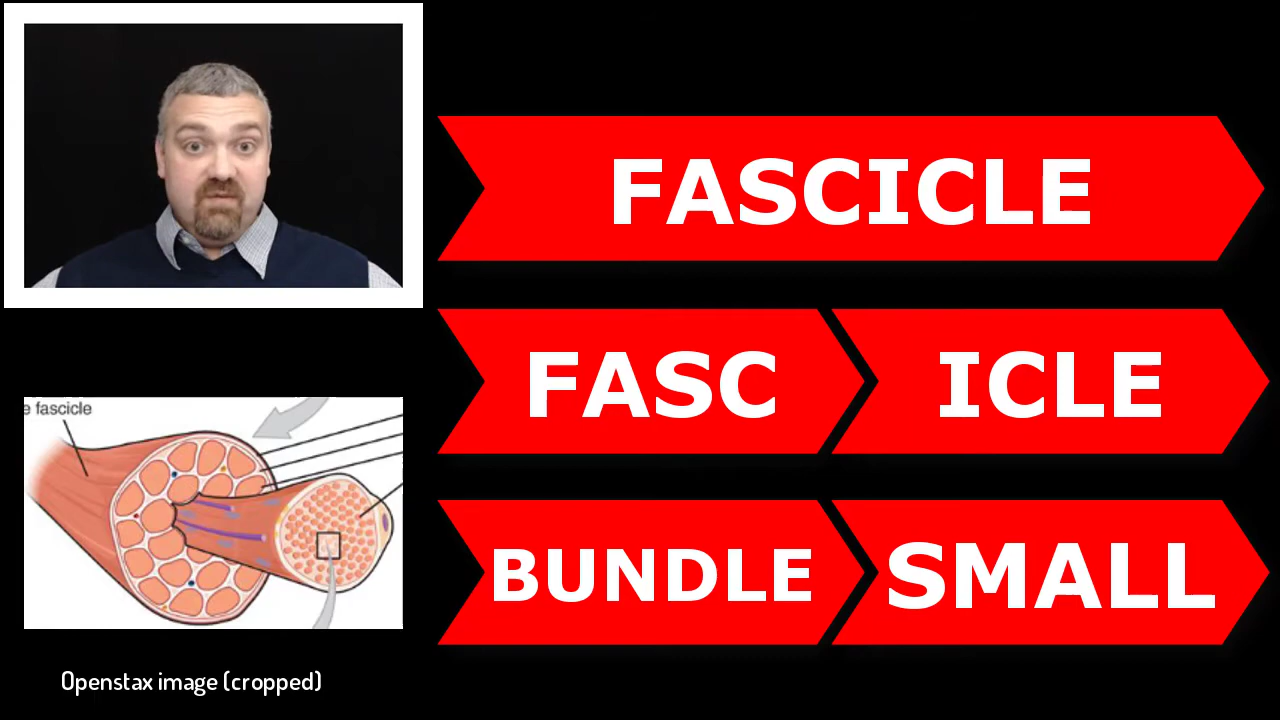 FASCICLE
FASC ICLE
BUNDLE SMALL
e fascicle
Openstax image (cropped)